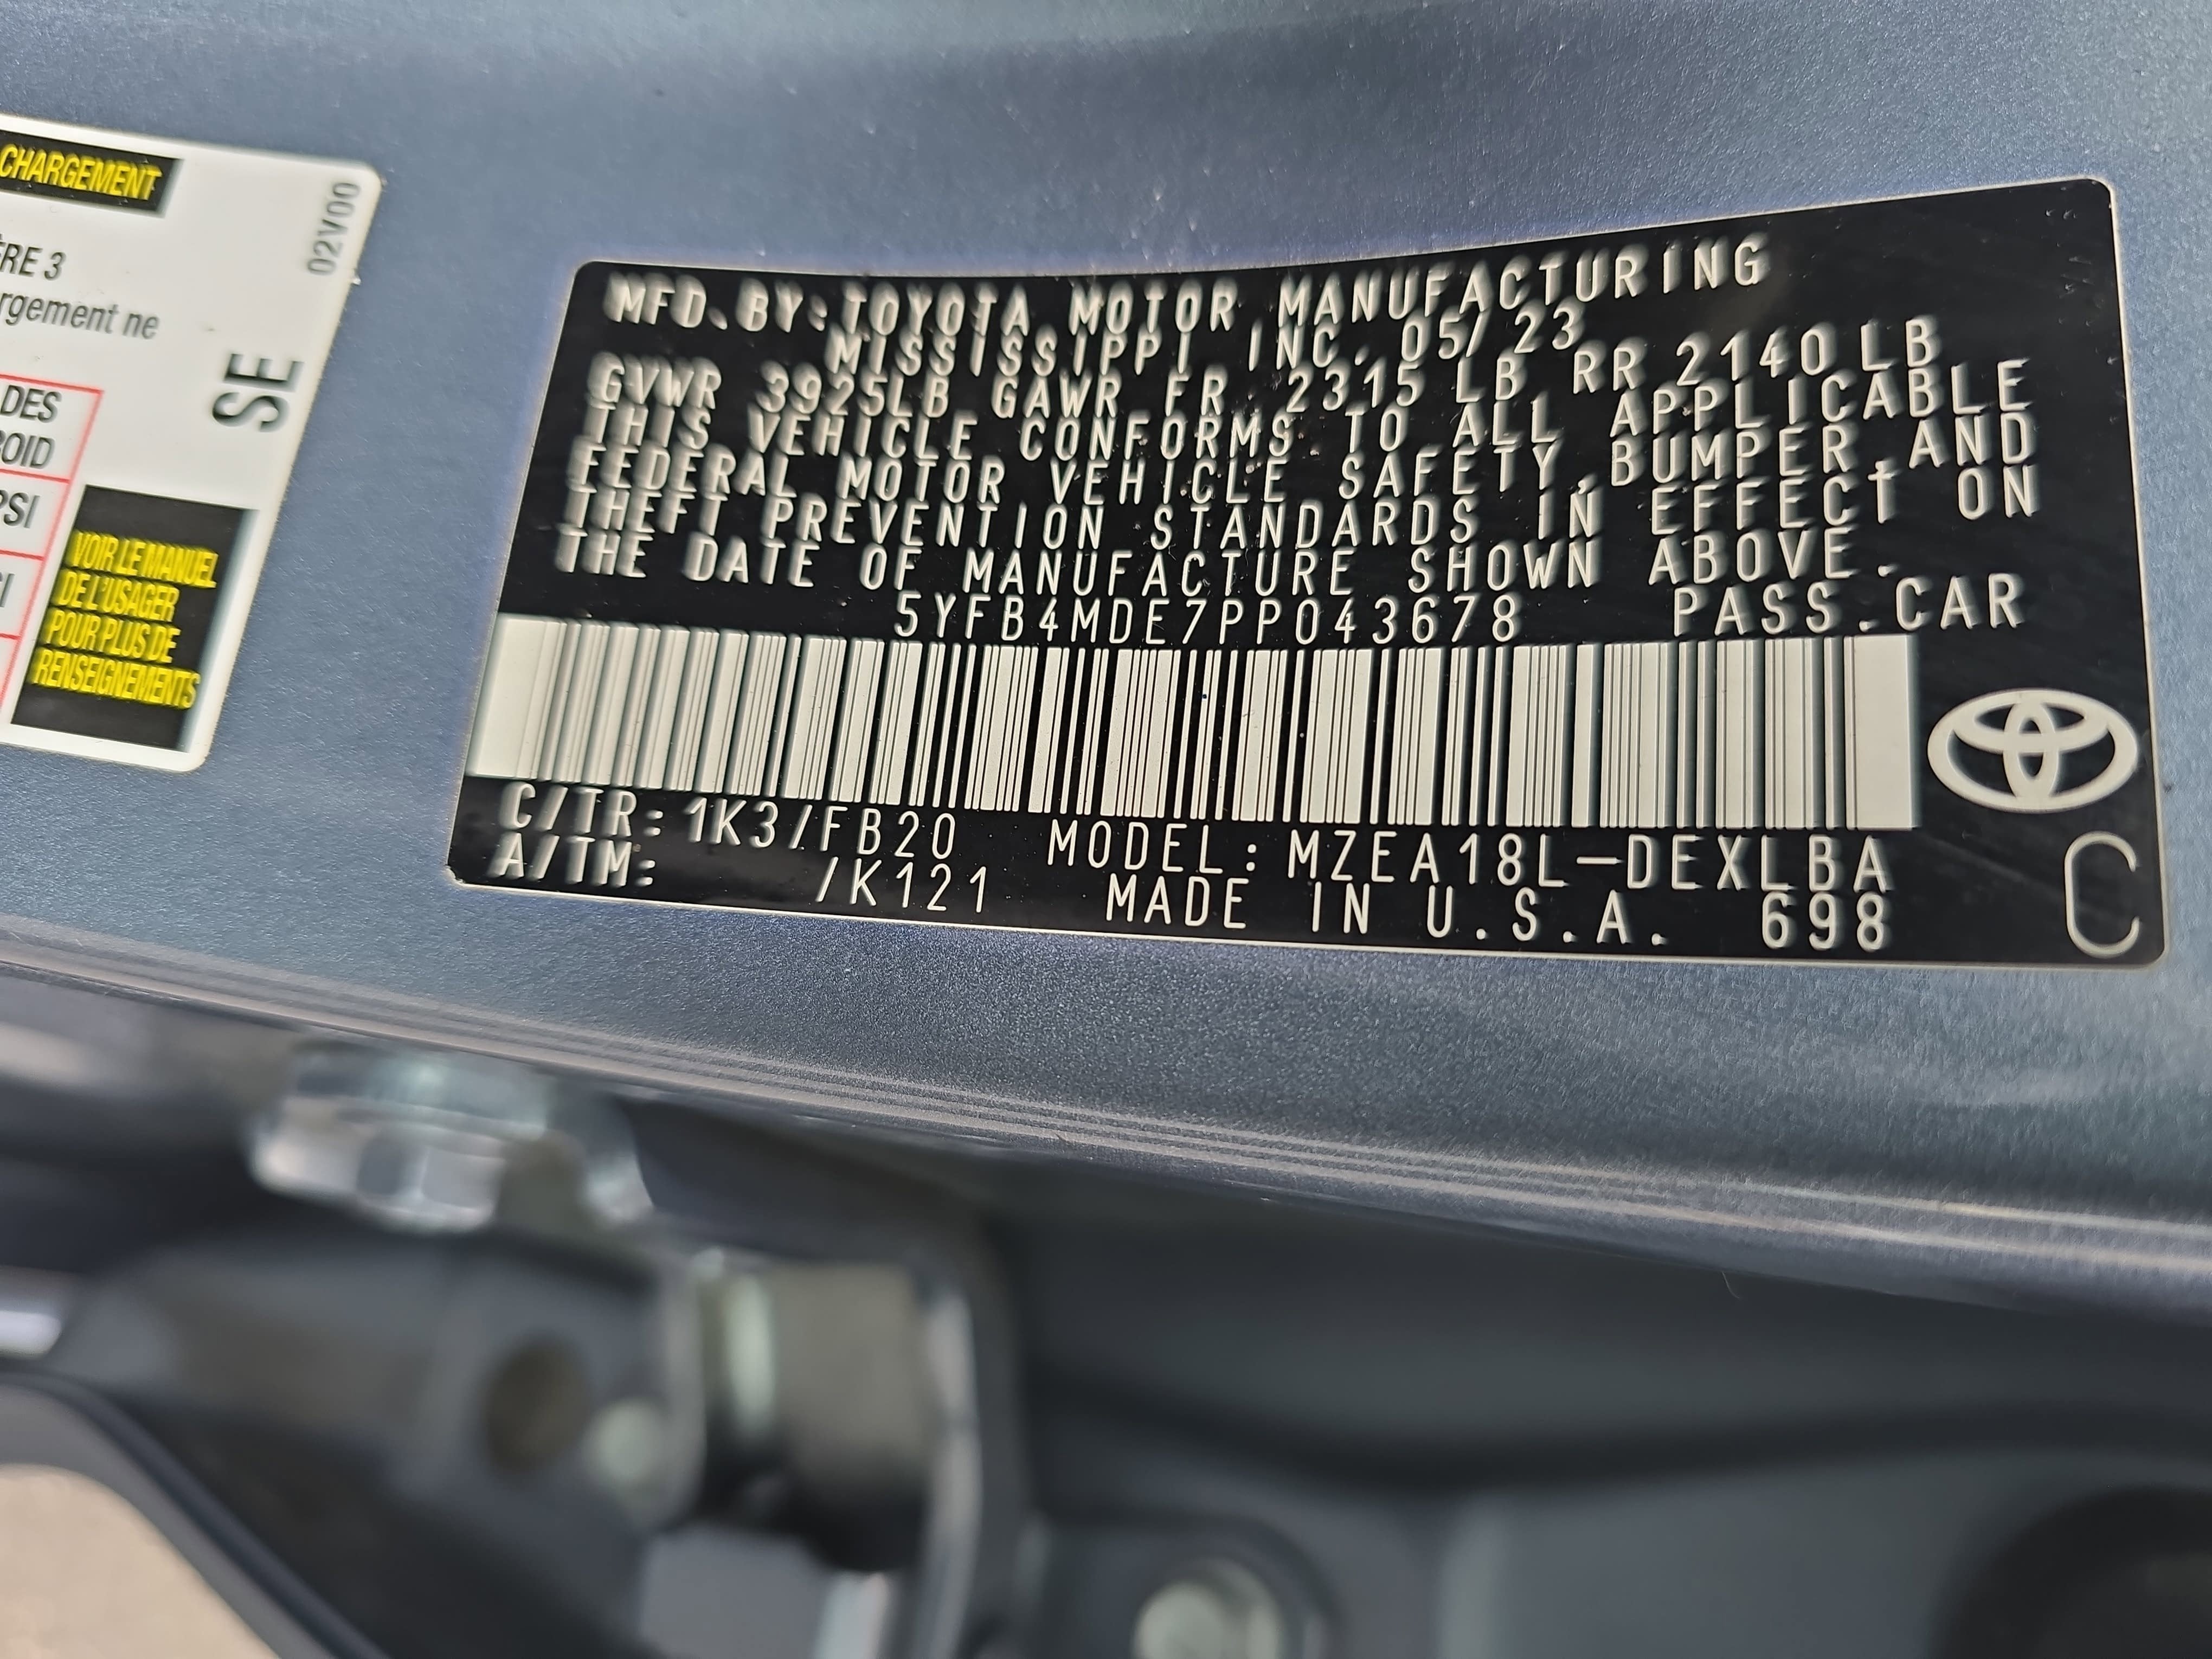 CHARGEMENT
02V00
ÈRE 3
rgement ne
SE
DES
ROID
PSI
VOIR LE MANUEL
DE L'USAGER
POUR PLUS DE
RENSEIGNEMENTS
MFD.BY:TOYOTA MOTOR MANUFACTURING
MISSISSIPPI INC. 05/23
GVWR 3925LB GAWR FR 2315 LB RR 2140LB
THIS VEHICLE CONFORMS TO ALL APPLICABLE
FEDERAL MOTOR VEHICLE SAFETY,BUMPER,AND
THEFT PREVENTION STANDARDS IN EFFECT ON
THE DATE OF MANUFACTURE SHOWN ABOVE.
5YFB4MDE7PP043678 PASS.CAR
C/TR:1K3/FB20 MODEL:MZEA18L-DEXLBA
A/TM: /K121 MADE IN U.S.A. 698
C